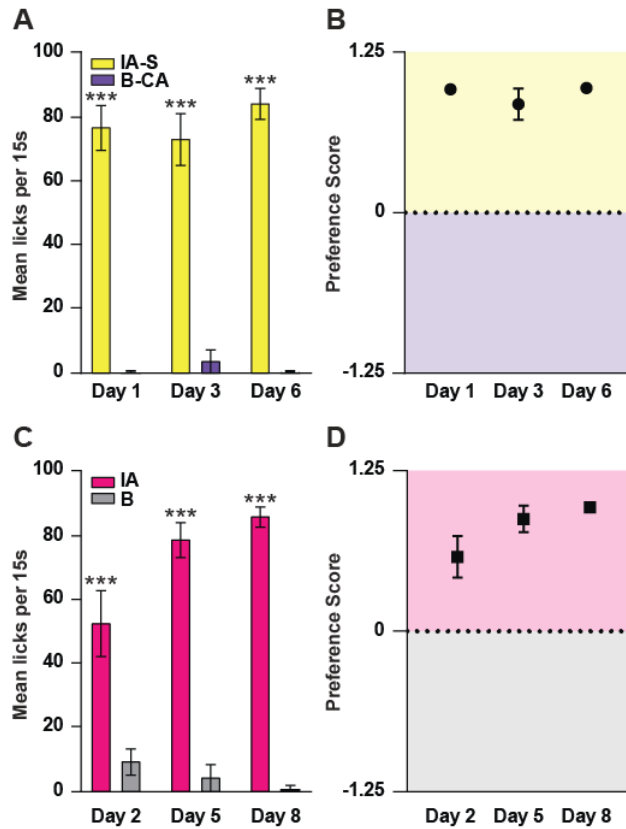 A
100
80
60
40
20
0
Mean licks per 15s
IA-S
B-CA
***
***
***
Day 1
Day 3
Day 6
B
1.25
0
-1.25
Preference Score
Day 1
Day 3
Day 6
C
100
80
60
40
20
0
Mean licks per 15s
IA
B
***
***
***
Day 2
Day 5
Day 8
D
1.25
0
-1.25
Preference Score
Day 2
Day 5
Day 8